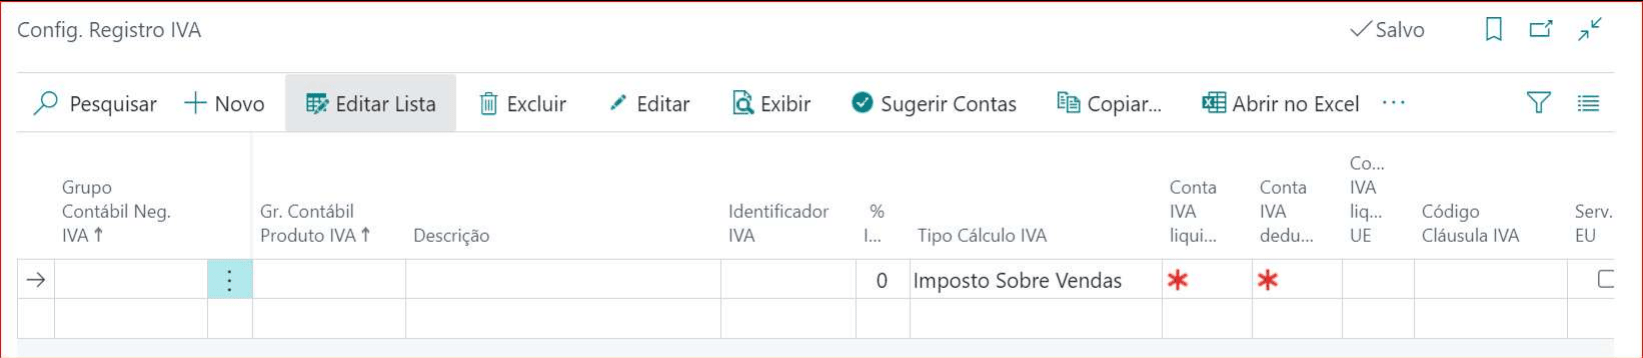 Config. Registro IVA
Salvo
Pesquisar Novo Editar Lista Excluir Editar Exibir Sugerir Contas Copiar... Abrir no Excel ...
Grupo Contábil Neg. IVA ↑
Gr. Contábil Produto IVA ↑
Descrição
Identificador IVA
% I...
Tipo Cálculo IVA
Conta IVA liqui...
Conta IVA dedu...
Co... IVA liq... UE
Código Cláusula IVA
Serv. EU
0 Imposto Sobre Vendas * *